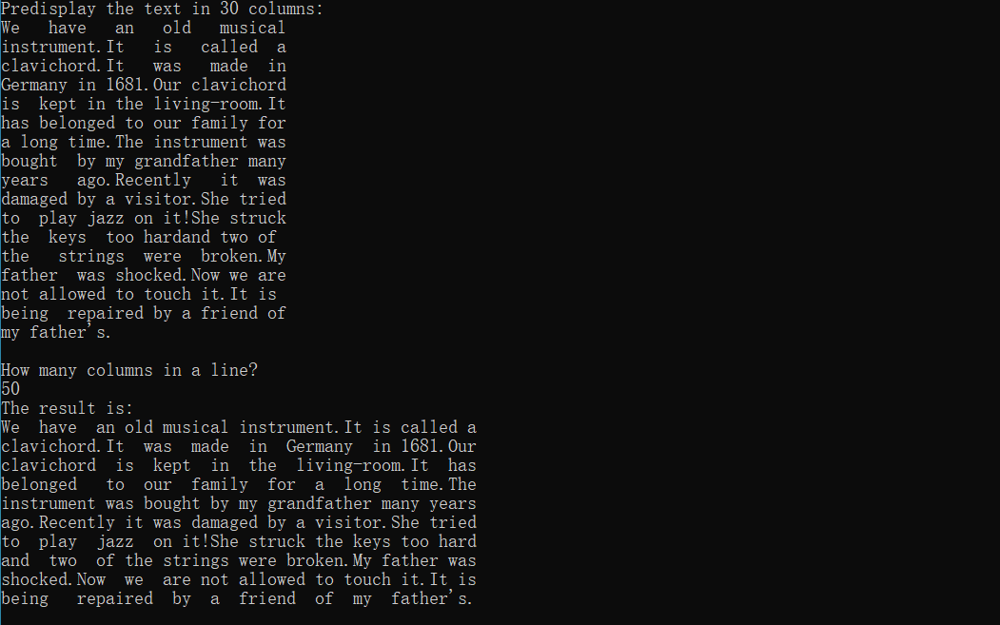 Predisplay the text in 30 columns:
We   have   an   old   musical
instrument.It   is   called  a
clavichord.It   was   made  in
Germany in 1681.Our clavichord
is  kept in the living-room.It
has belonged to our family for
a long time.The instrument was
bought  by my grandfather many
years   ago.Recently   it  was
damaged by a visitor.She tried
to  play jazz on it!She struck
the  keys  too hardand two of
the   strings  were  broken.My
father  was shocked.Now we are
not allowed to touch it.It is
being  repaired by a friend of
my father's.

How many columns in a line?
50
The result is:
We  have  an old musical instrument.It is called a
clavichord.It  was  made  in  Germany  in 1681.Our
clavichord  is  kept  in  the  living-room.It  has
belonged   to  our  family  for  a  long  time.The
instrument was bought by my grandfather many years
ago.Recently it was damaged by a visitor.She tried
to  play  jazz  on it!She struck the keys too hard
and  two  of the strings were broken.My father was
shocked.Now  we  are not allowed to touch it.It is
being   repaired  by  a  friend  of  my  father's.